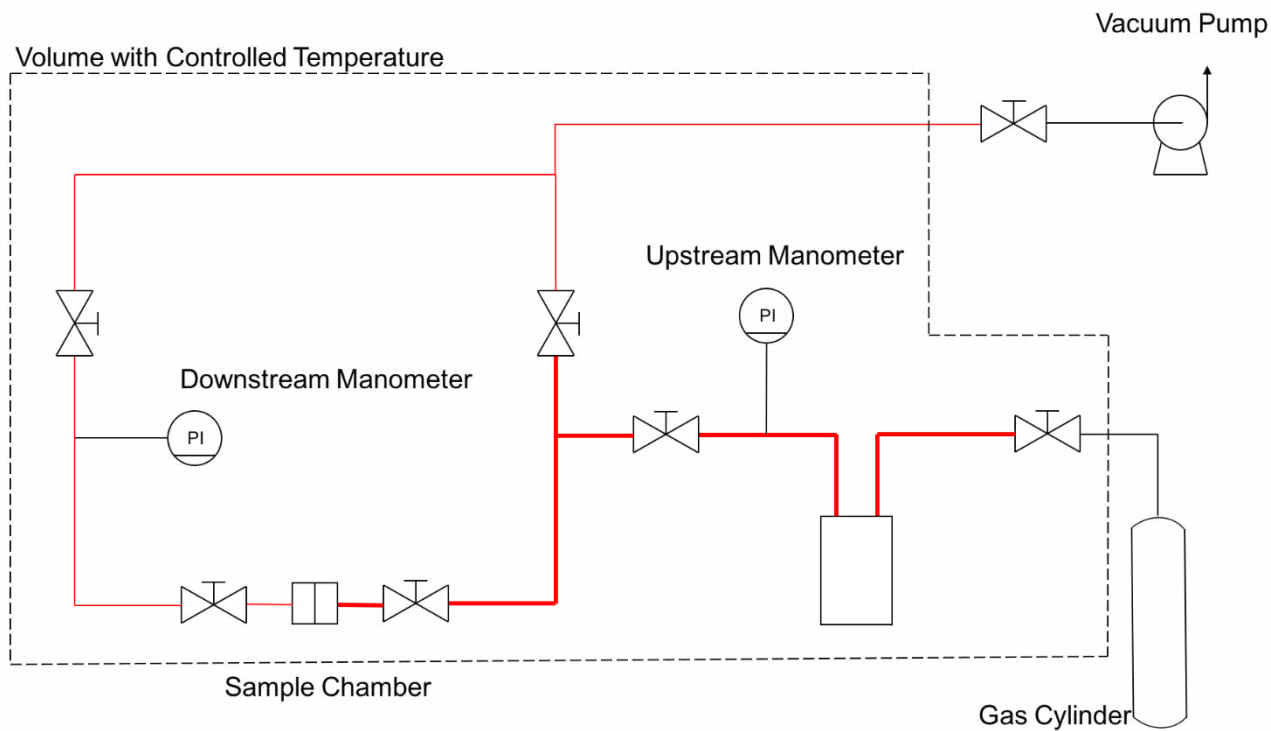 Vacuum Pump
Volume with Controlled Temperature
Upstream Manometer
PI
Downstream Manometer
PI
Sample Chamber
Gas Cylinder